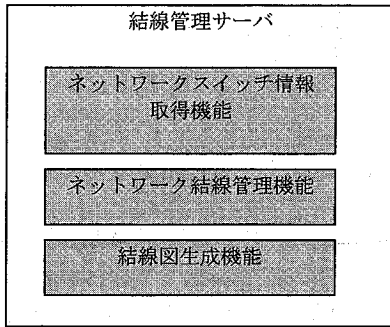 結線管理サーバ
ネットワークスイッチ情報
取得機能
ネットワーク結線管理機能
結線図生成機能